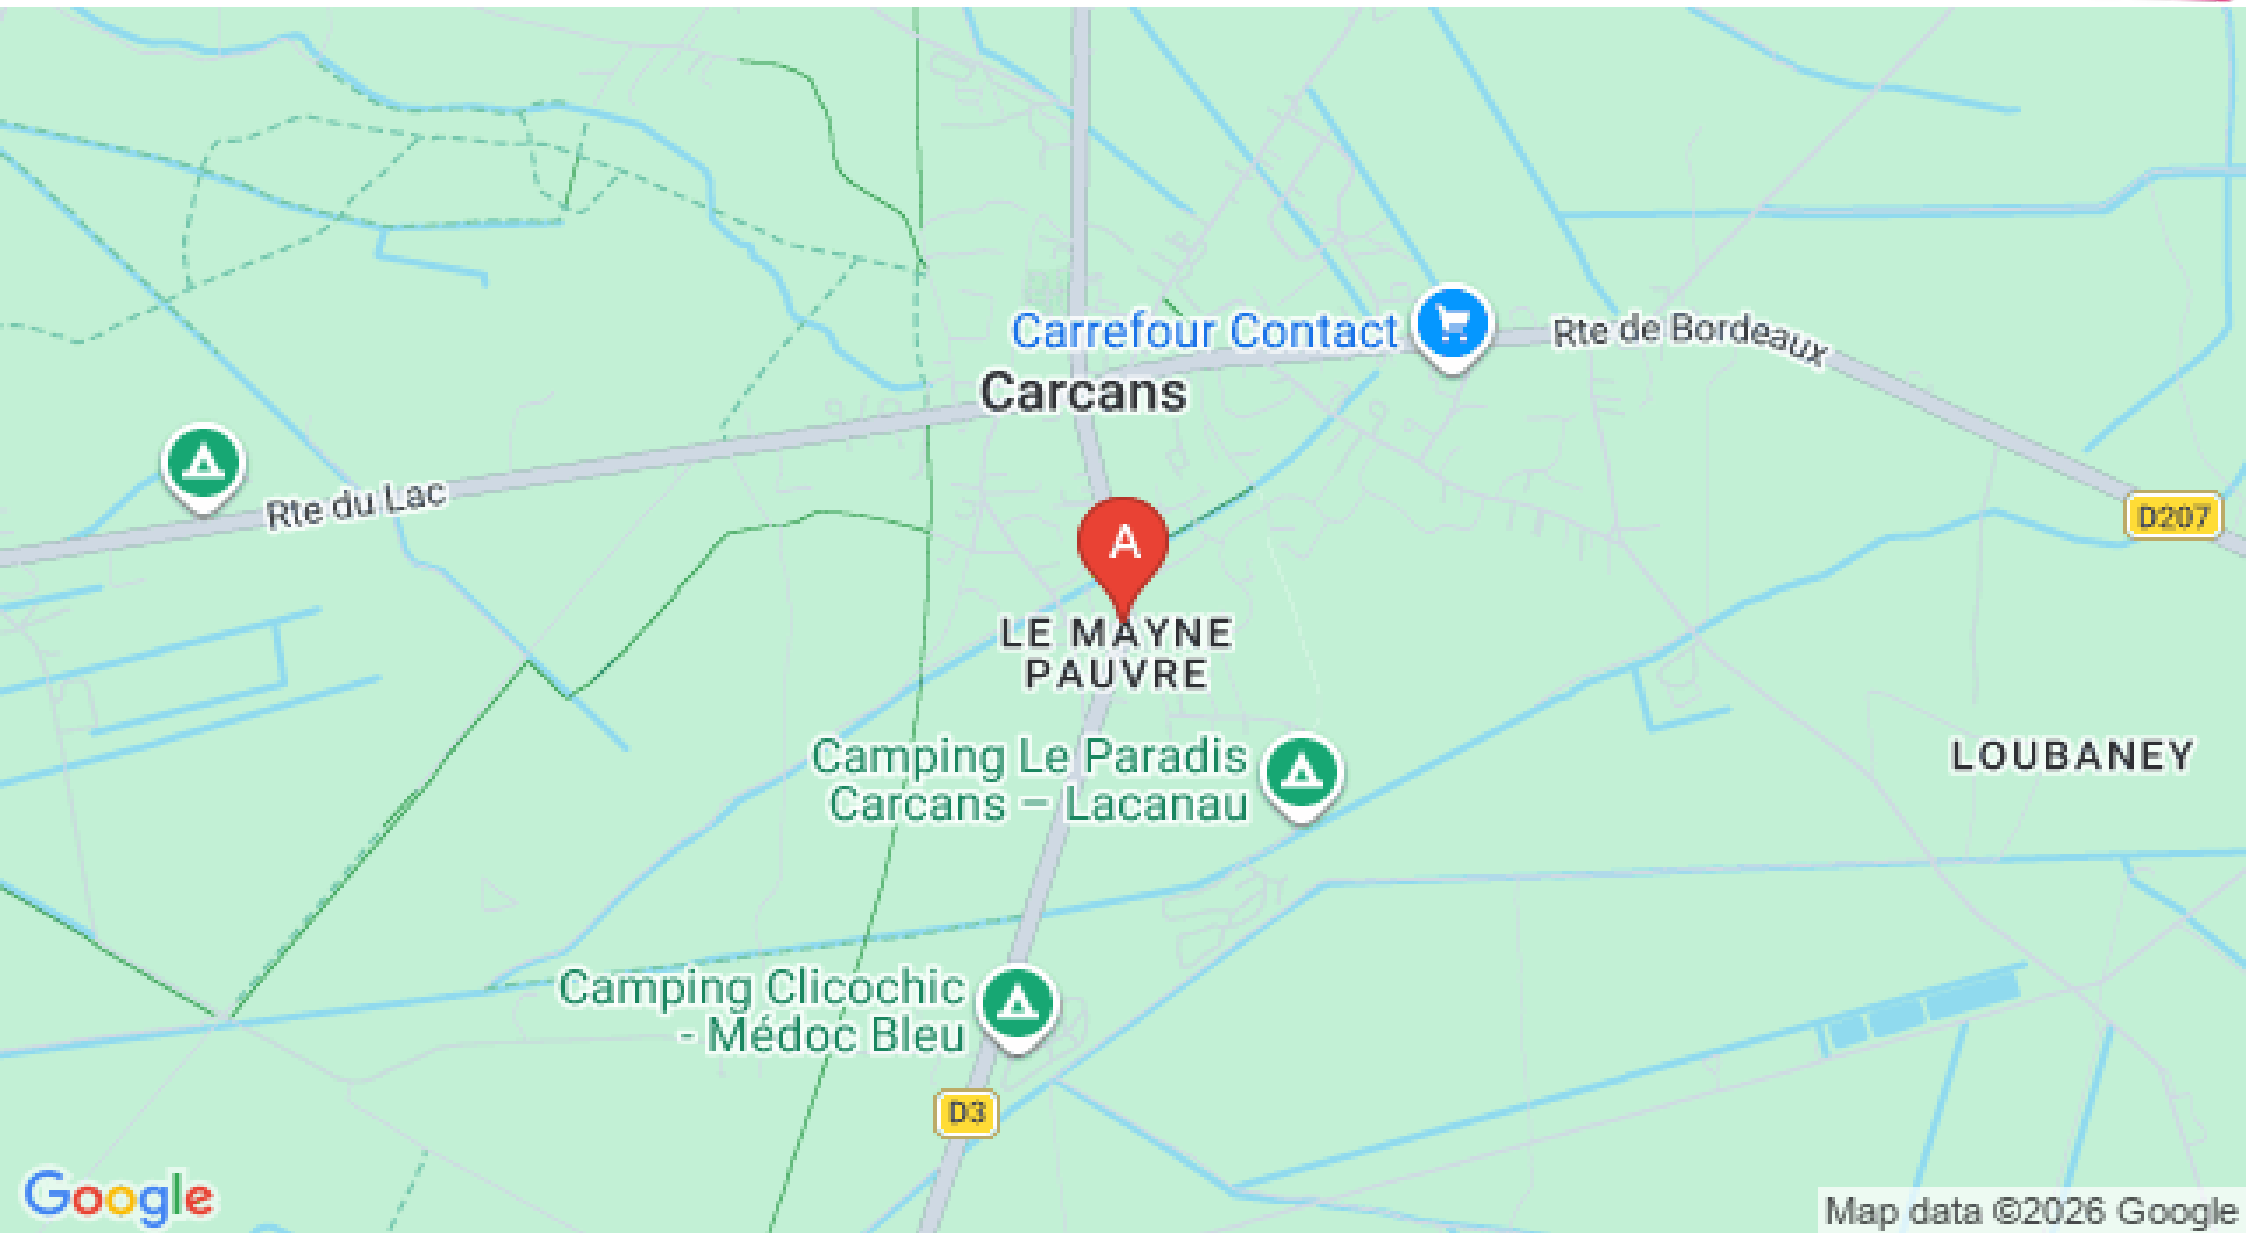 Carrefour Contact
Rte de Bordeaux
Carcans
Rte du Lac
D207
A
LE MAYNE
PAUVRE
Camping Le Paradis
Carcans – Lacanau
LOUBANEY
Camping Clicochic
- Médoc Bleu
D3
Google
Map data ©2026 Google